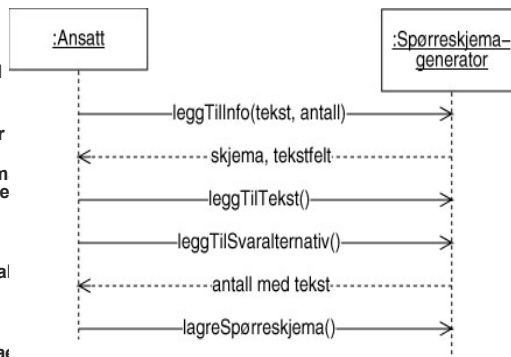 :Ansatt
:Spørreskjema–
generator
leggTilInfo(tekst, antall)
skjema, tekstfelt
leggTilTekst()
leggTilSvaralternativ()
antall med tekst
lagreSpørreskjema()